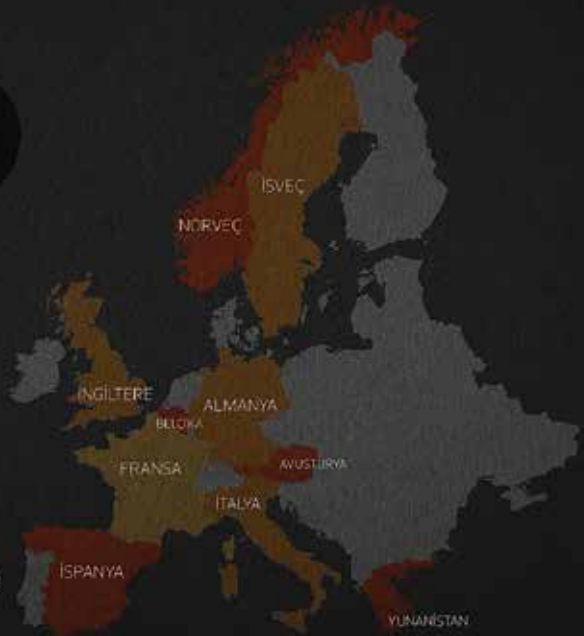 İSVEÇ
NORVEÇ
İNGİLTERE
ALMANYA
BELÇİKA
FRANSA
AVUSTURYA
İTALYA
İSPANYA
YUNANİSTAN